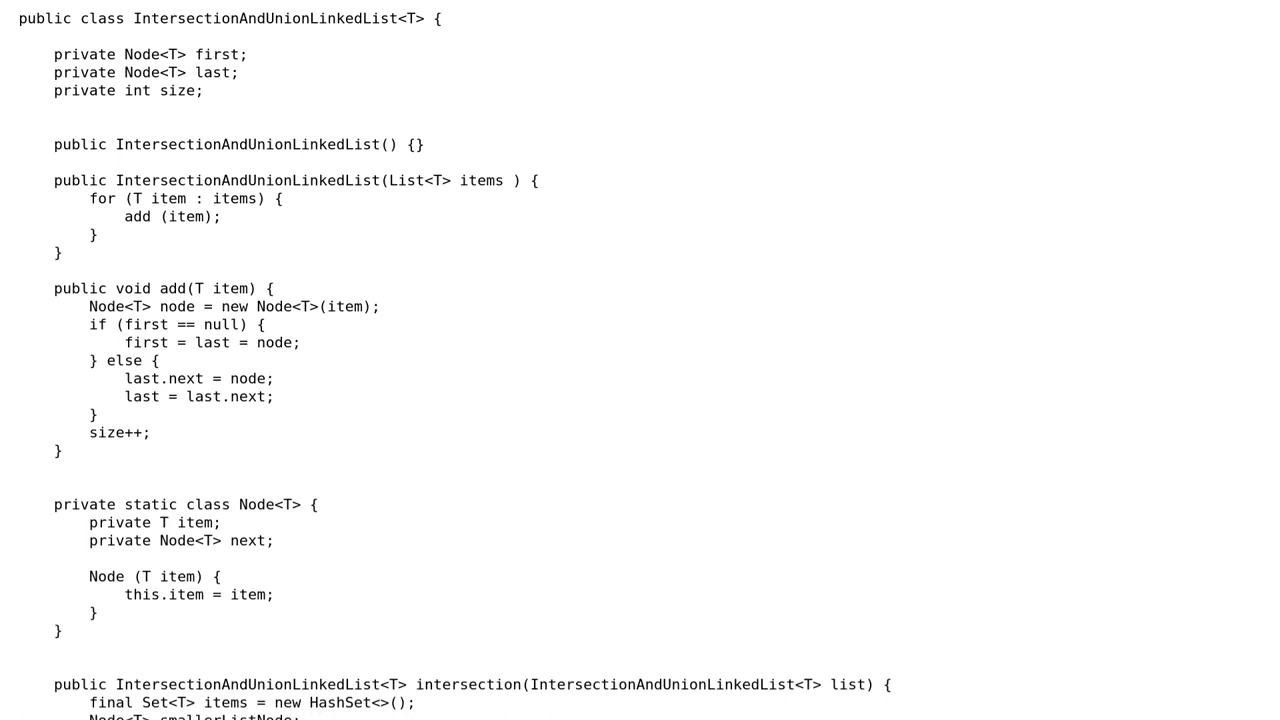 public class IntersectionAndUnionLinkedList<T> {
private Node<T> first;
private Node<T> last;
private int size;
public IntersectionAndUnionLinkedList() {}
public IntersectionAndUnionLinkedList(List<T> items ) {
for (T item : items) {
add (item);
}
}
public void add(T item) {
Node<T> node = new Node<T>(item);
if (first == null) {
first = last = node;
} else {
last.next = node;
last = last.next;
}
size++;
}
private static class Node<T> {
private T item;
private Node<T> next;
Node (T item) {
this.item = item;
}
}
public IntersectionAndUnionLinkedList<T> intersection(IntersectionAndUnionLinkedList<T> list) {
final Set<T> items = new HashSet<>();
Node<T> smallerListNode;